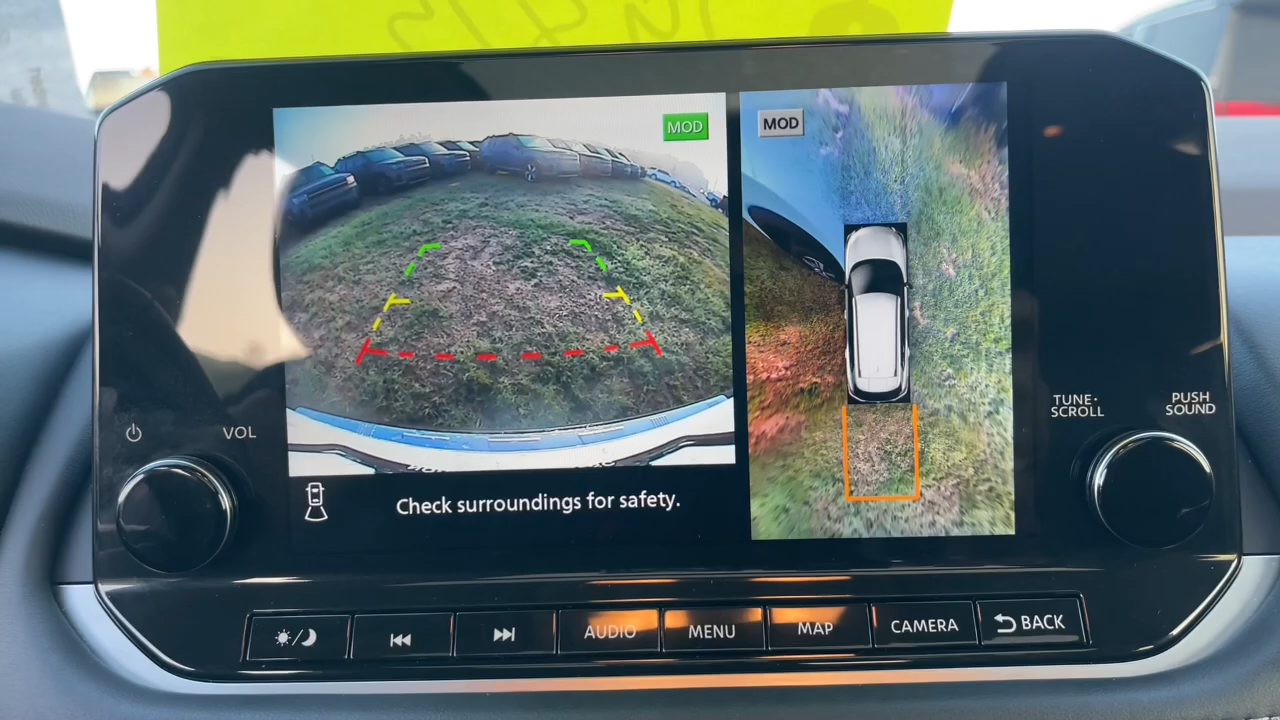 MOD
MOD
TUNE·
SCROLL
PUSH
SOUND
VOL
Check surroundings for safety.
AUDIO
MENU
MAP
CAMERA
BACK